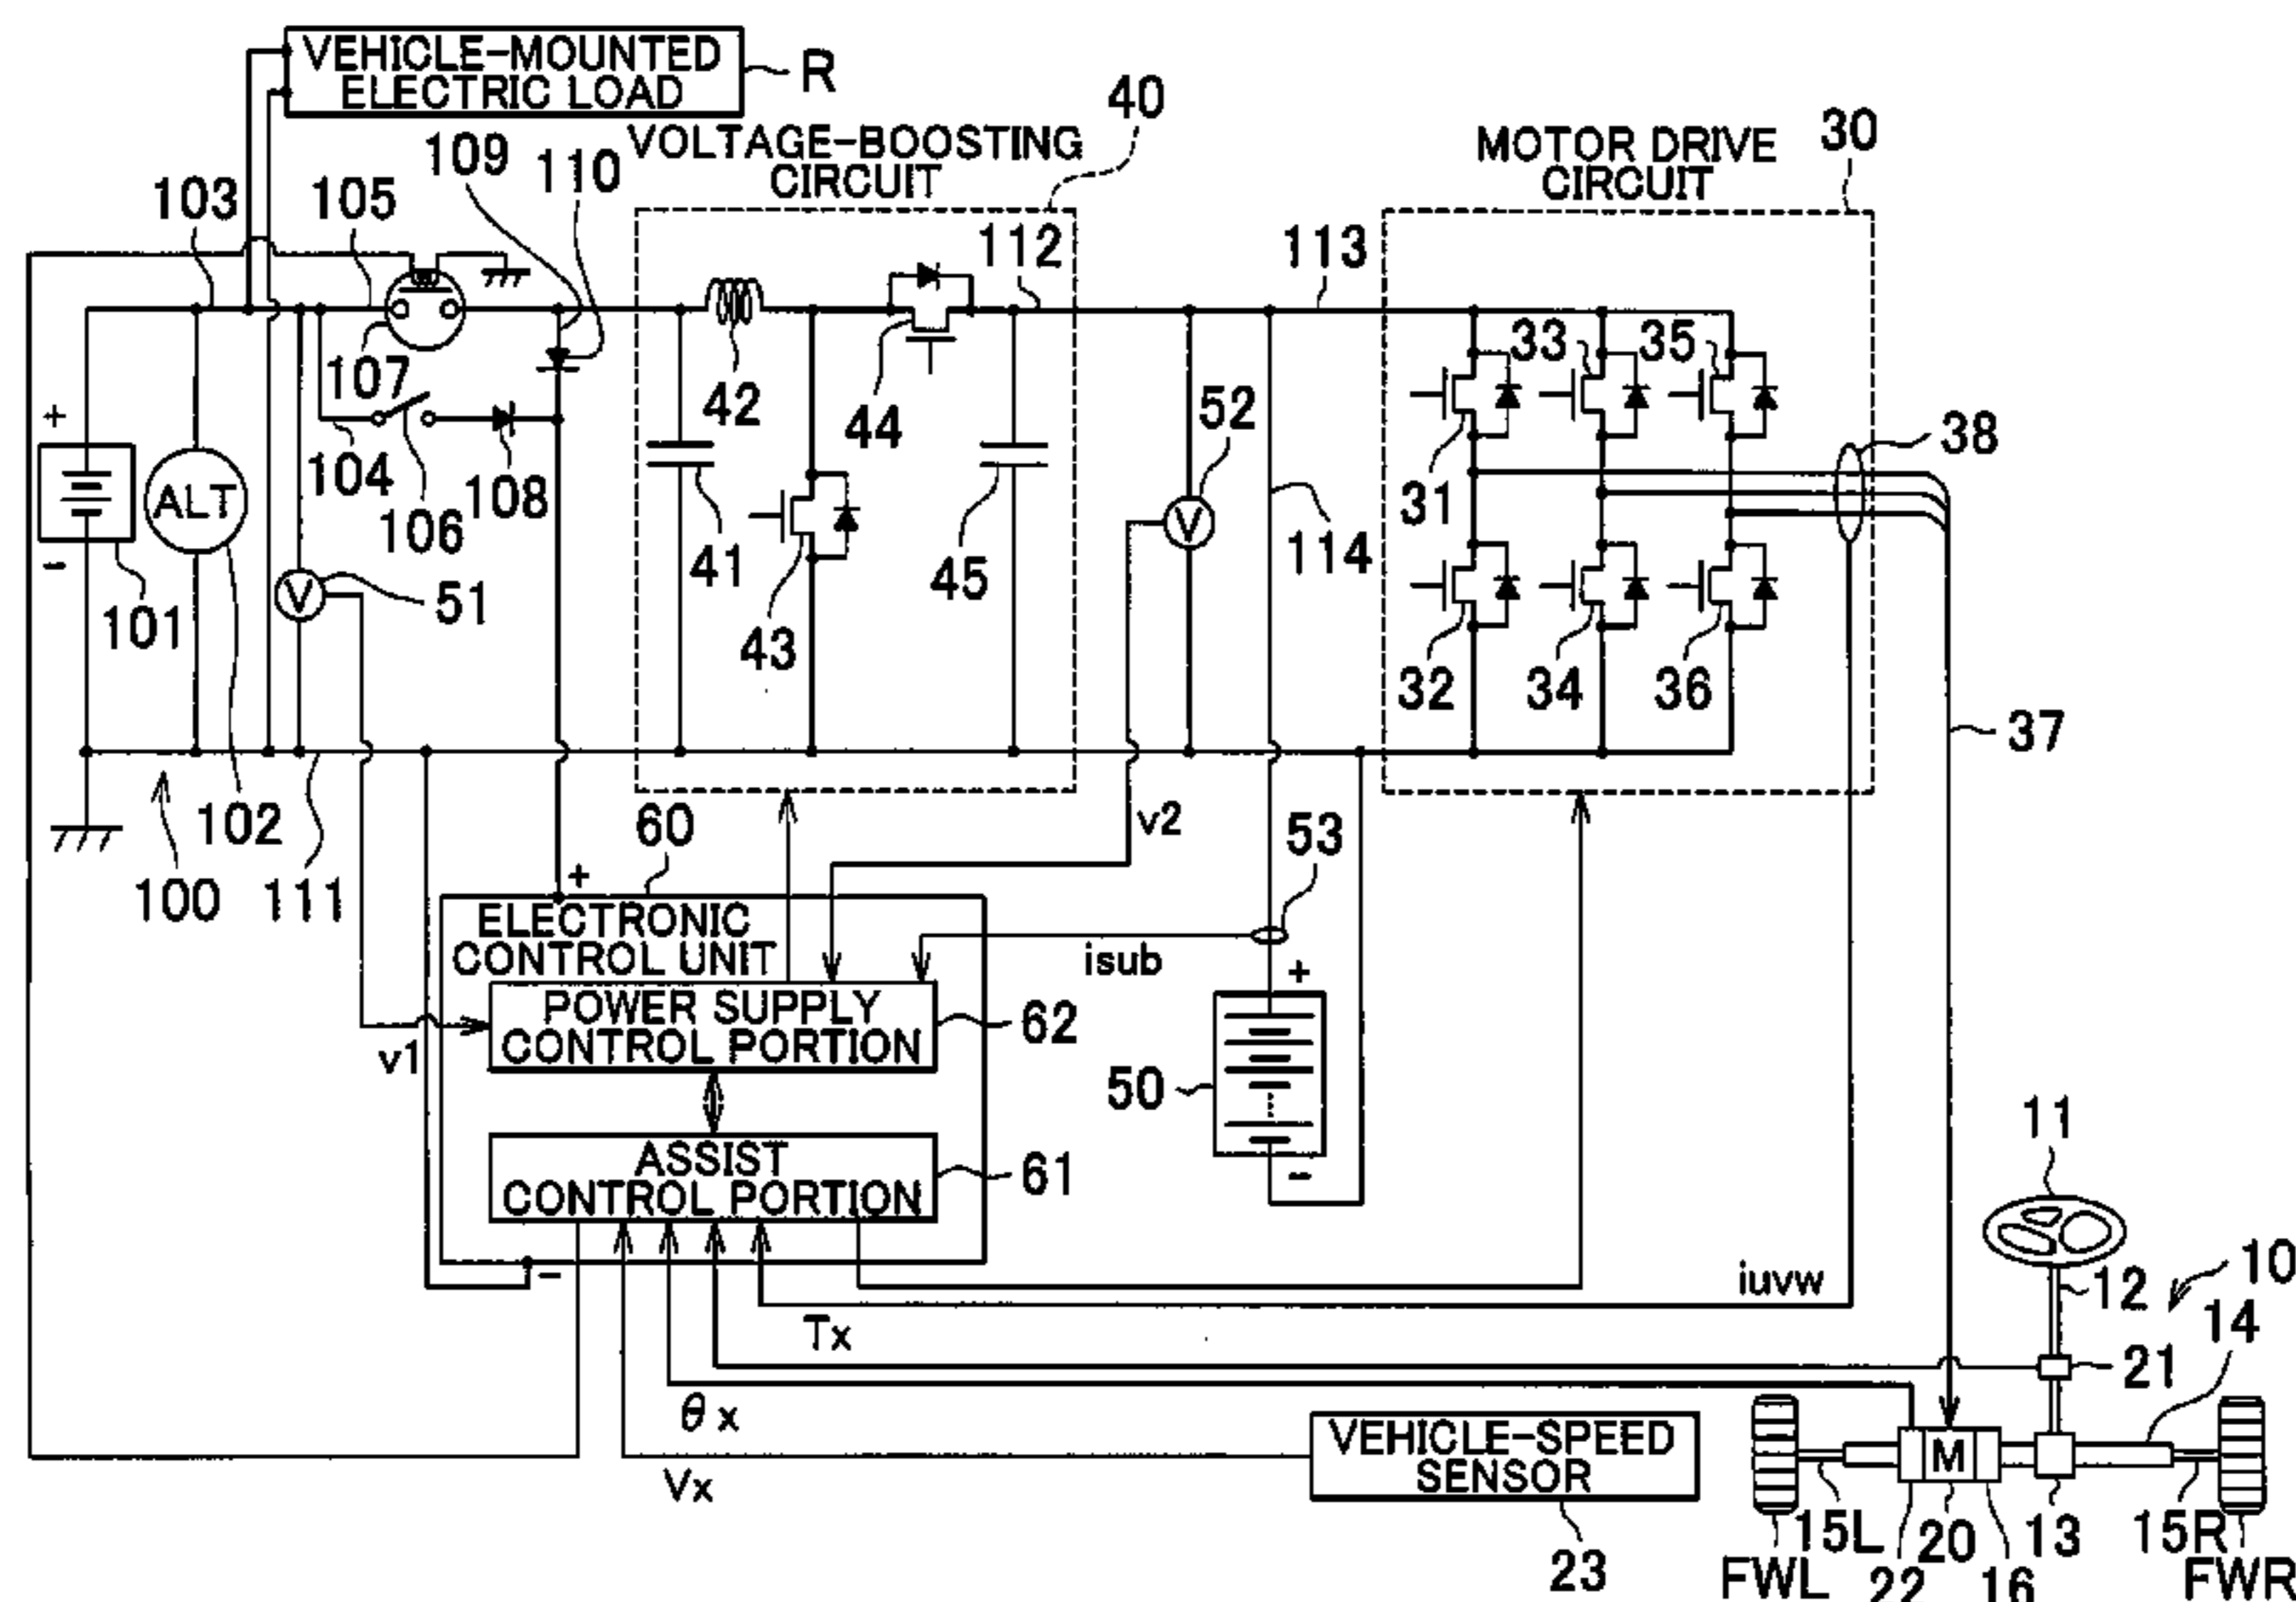 VEHICLE-MOUNTED
ELECTRIC LOAD
R
40
VOLTAGE-BOOSTING
CIRCUIT
MOTOR DRIVE
CIRCUIT
30
109
110
103
105
112
113
107
42
44
33
35
52
38
+
104
106
108
ALT
41
43
45
V
31
114
-
101
V
51
32
34
36
37
102
60
v2
53
100
111
+
ELECTRONIC
CONTROL UNIT
isub
+
POWER SUPPLY
CONTROL PORTION
62
v1
50
ASSIST
CONTROL PORTION
61
-
11
-
iuvw
12
10
14
Tx
21
θx
VEHICLE-SPEED
SENSOR
M
Vx
23
15L
20
13
15R
FWL
22
16
FWR